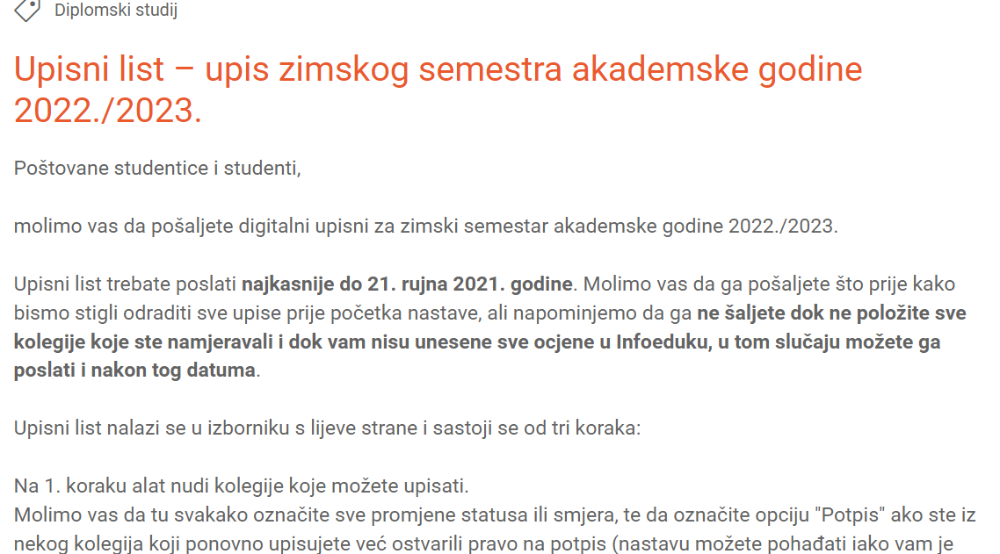 Diplomski studij
Upisni list – upis zimskog semestra akademske godine
2022./2023.
Poštovane studentice i studenti,
molimo vas da pošaljete digitalni upisni za zimski semestar akademske godine 2022./2023.
Upisni list trebate poslati najkasnije do 21. rujna 2021. godine. Molimo vas da ga pošaljete što prije kako
bismo stigli odraditi sve upise prije početka nastave, ali napominjemo da ga ne šaljete dok ne položite sve
kolegije koje ste namjeravali i dok vam nisu unesene sve ocjene u Infoeduku, u tom slučaju možete ga
poslati i nakon tog datuma.
Upisni list nalazi se u izborniku s lijeve strane i sastoji se od tri koraka:
Na 1. koraku alat nudi kolegije koje možete upisati.
Molimo vas da tu svakako označite sve promjene statusa ili smjera, te da označite opciju "Potpis" ako ste iz
nekog kolegija koji ponovno upisujete već ostvarili pravo na potpis (nastavu možete pohađati iako vam je